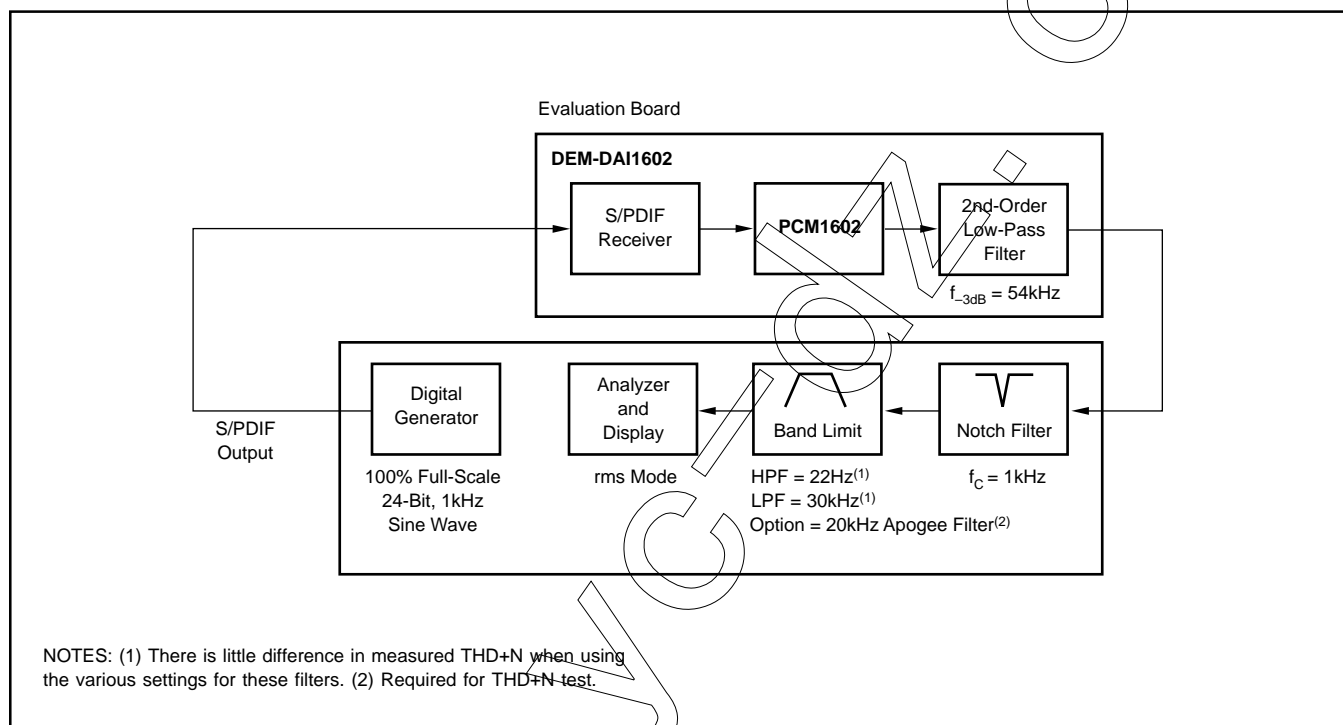 Evaluation Board
DEM-DAI1602
S/PDIF
Receiver
PCM1602
2nd-Order
Low-Pass
Filter
f–3dB = 54kHz
S/PDIF
Output
Digital
Generator
100% Full-Scale
24-Bit, 1kHz
Sine Wave
Analyzer
and
Display
rms Mode
Band Limit
HPF = 22Hz(1)
LPF = 30kHz(1)
Option = 20kHz Apogee Filter(2)
Notch Filter
fC = 1kHz
NOTES: (1) There is little difference in measured THD+N when using
the various settings for these filters. (2) Required for THD+N test.